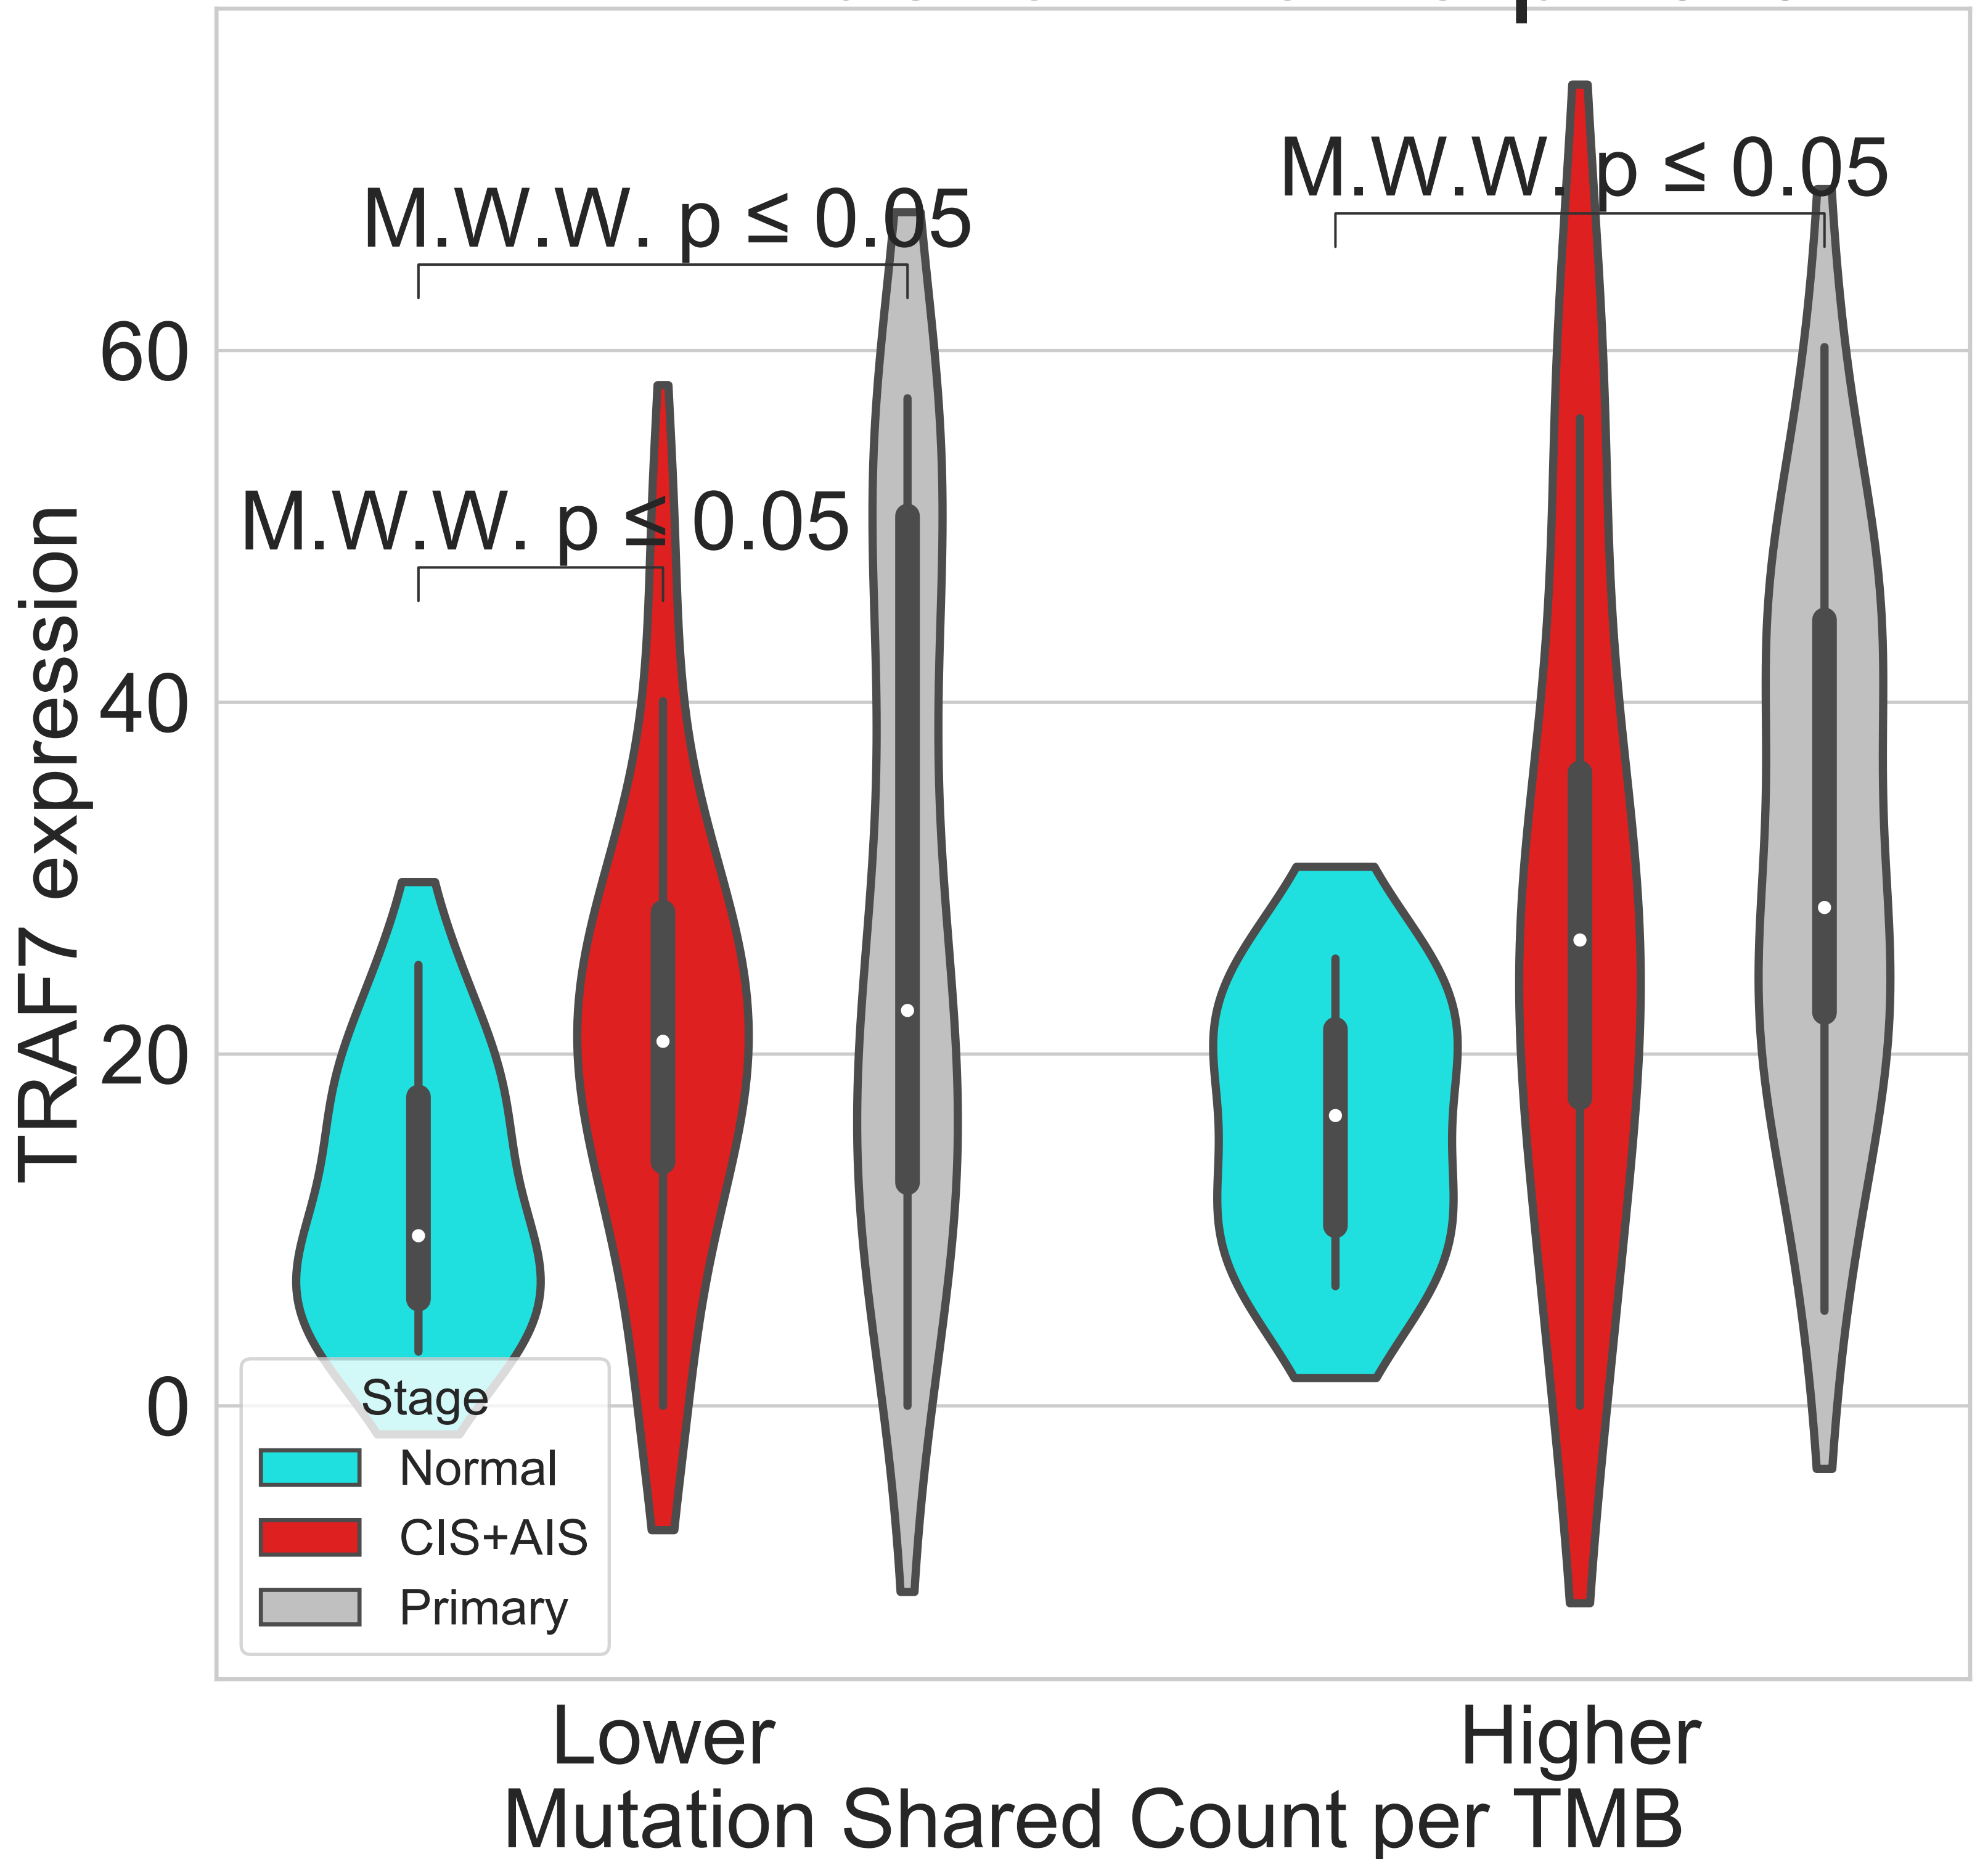 M.W.W. p ≤ 0.05
M.W.W. p ≤ 0.05
M.W.W. p ≤ 0.05
60
40
20
0
TRAF7 expression
Stage
Normal
CIS+AIS
Primary
Lower
Higher
Mutation Shared Count per TMB